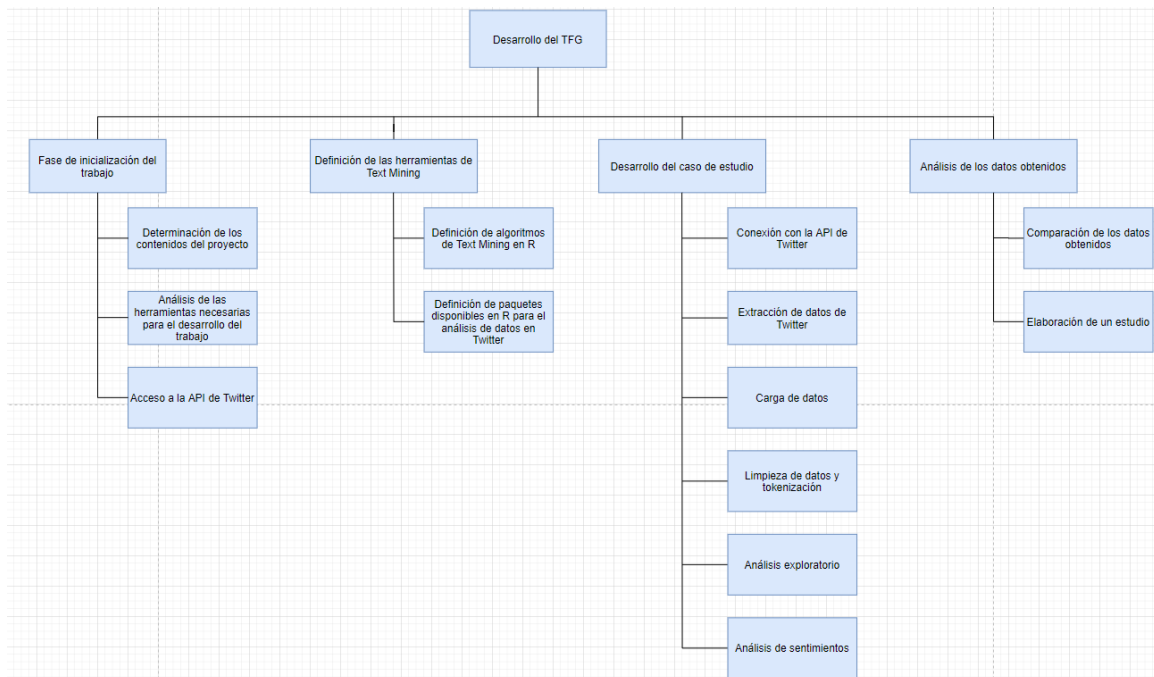 Desarrollo del TFG
Fase de inicialización del
trabajo
Determinación de los
contenidos del proyecto
Análisis de las
herramientas necesarias
para el desarrollo del
trabajo
Acceso a la API de Twitter
Definición de las herramientas de
Text Mining
Definición de algoritmos
de Text Mining en R
Definición de paquetes
disponibles en R para el
análisis de datos en
Twitter
Desarrollo del caso de estudio
Conexión con la API de
Twitter
Extracción de datos de
Twitter
Carga de datos
Limpieza de datos y
tokenización
Análisis exploratorio
Análisis de sentimientos
Análisis de los datos obtenidos
Comparación de los datos
obtenidos
Elaboración de un estudio